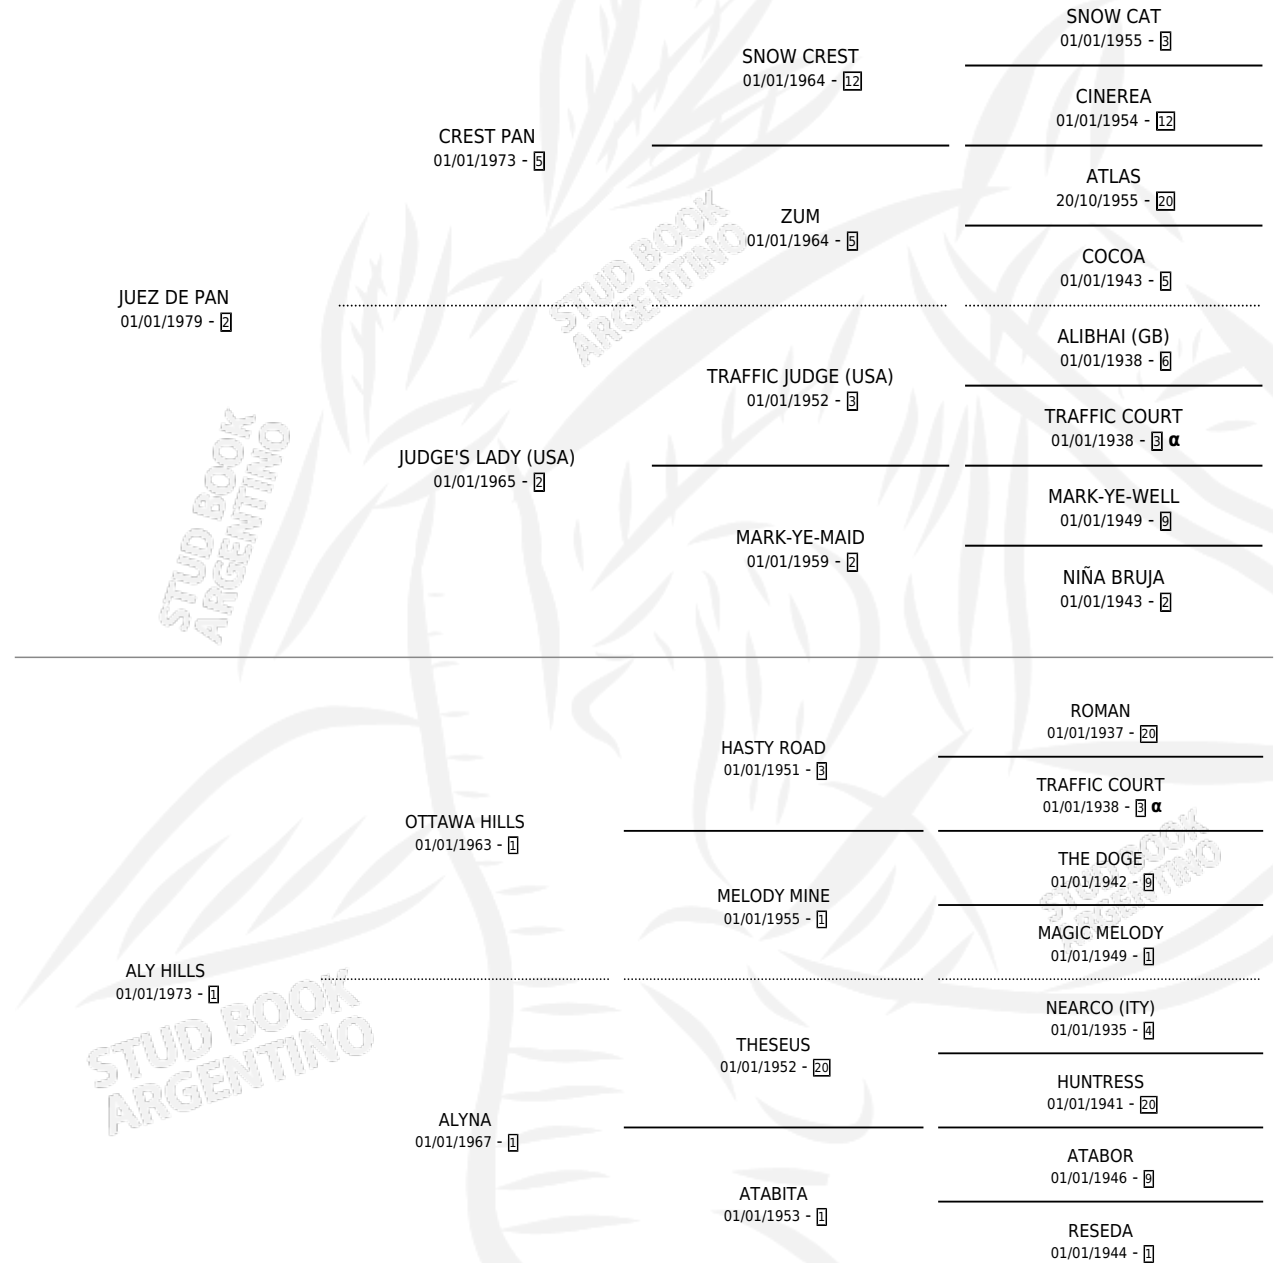 SNOW CAT
01/01/1955 - 3
SNOW CREST
01/01/1964 - 12
CINEREA
01/01/1954 - 12
CREST PAN
01/01/1973 - 5
ATLAS
20/10/1955 - 20
ZUM
01/01/1964 - 5
COCOA
01/01/1943 - 5
JUEZ DE PAN
01/01/1979 - 2
ALIBHAI (GB)
01/01/1938 - 6
TRAFFIC JUDGE (USA)
01/01/1952 - 3
TRAFFIC COURT
01/01/1938 - 3 α
JUDGE'S LADY (USA)
01/01/1965 - 2
MARK-YE-WELL
01/01/1949 - 9
MARK-YE-MAID
01/01/1959 - 2
NIÑA BRUJA
01/01/1943 - 2
ROMAN
01/01/1937 - 20
HASTY ROAD
01/01/1951 - 3
TRAFFIC COURT
01/01/1938 - 3 α
OTTAWA HILLS
01/01/1963 - 1
THE DOGE
01/01/1942 - 9
MELODY MINE
01/01/1955 - 1
MAGIC MELODY
01/01/1949 - 1
ALY HILLS
01/01/1973 - 1
NEARCO (ITY)
01/01/1935 - 4
THESEUS
01/01/1952 - 20
HUNTRESS
01/01/1941 - 20
ALYNA
01/01/1967 - 1
ATABOR
01/01/1946 - 9
ATABITA
01/01/1953 - 1
RESEDA
01/01/1944 - 1
STUD BOOK
ARGENTINO
STUD BOOK
ARGENTINO
STUD BOOK
ARGENTINO
STUD BOOK
ARGENTINO